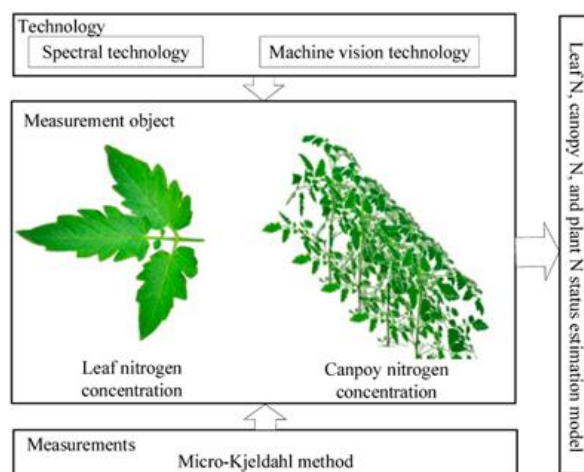 Technology
Spectral technology
Machine vision technology
Measurement object
Leaf nitrogen
concentration
Canpoy nitrogen
concentration
Measurements
Micro-Kjeldahl method
Leaf N, canopy N, and plant N status estimation model